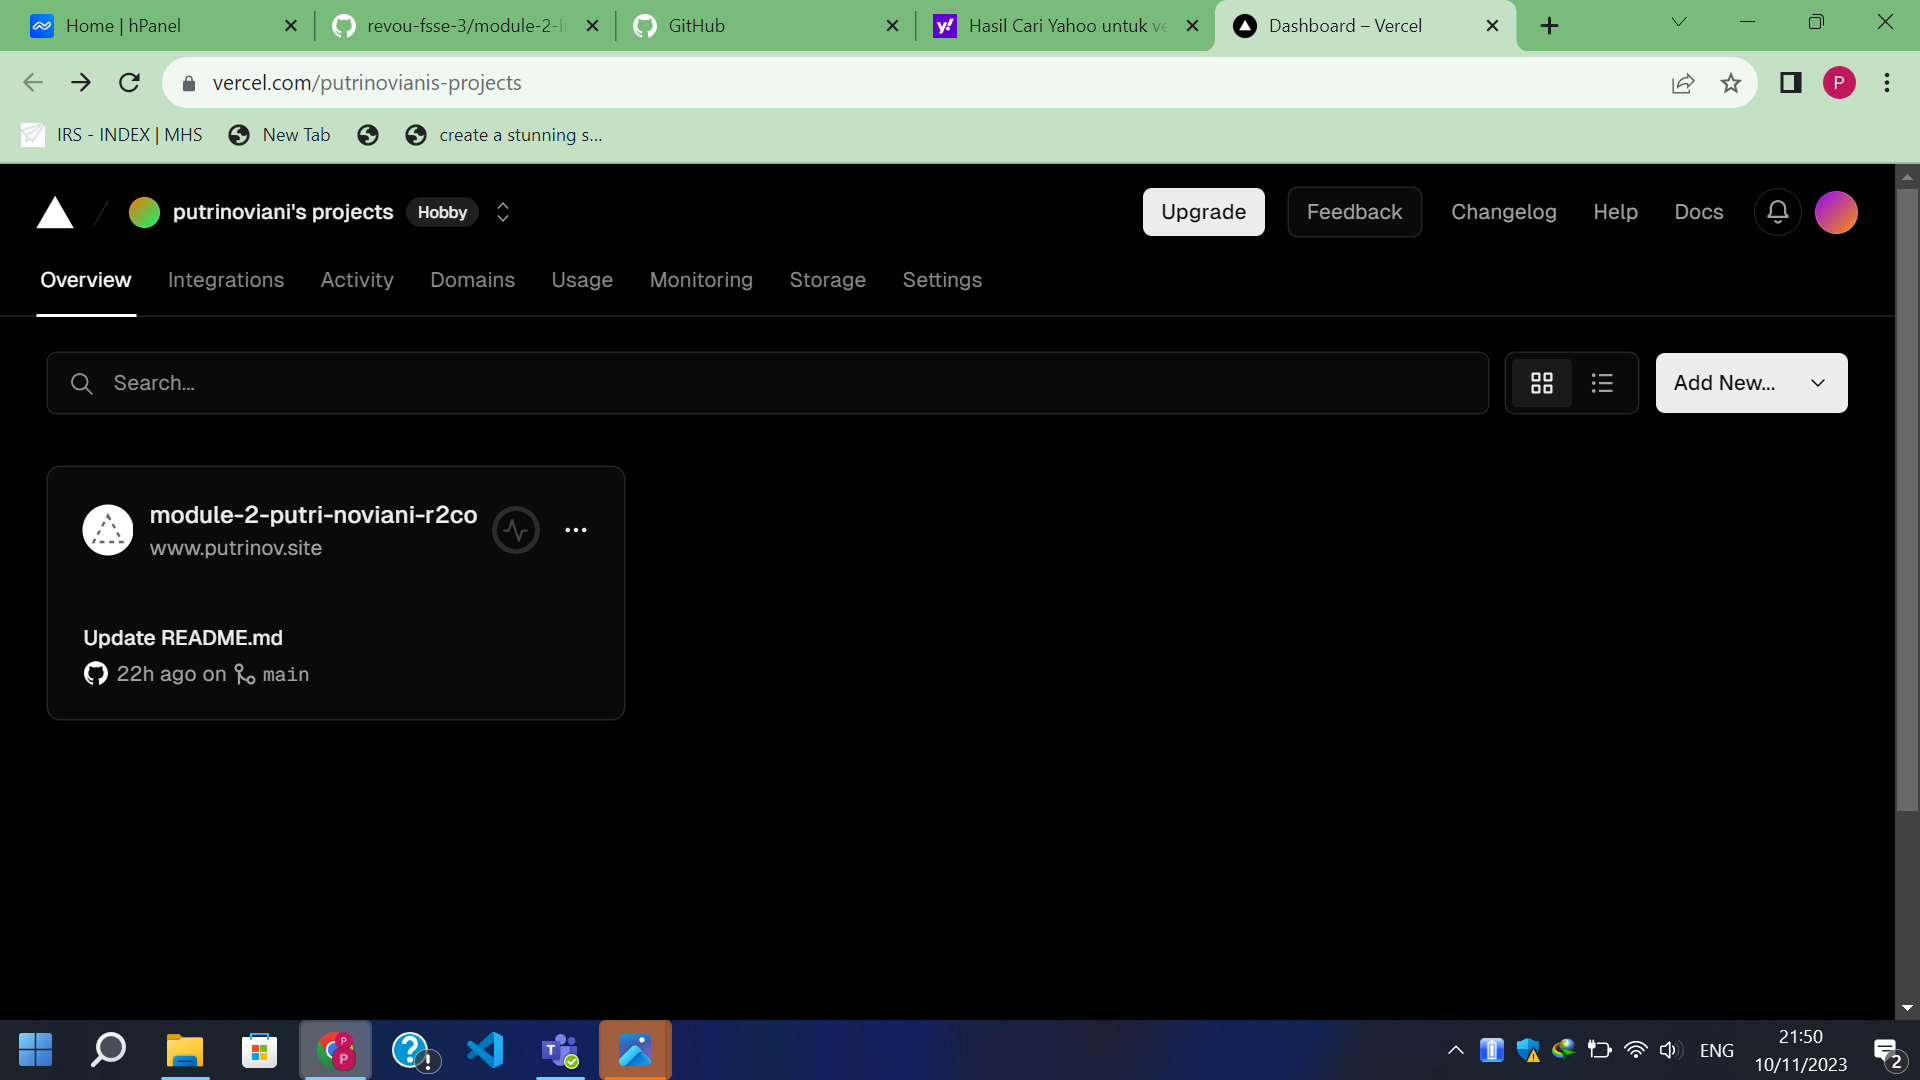 Home | hPanel
revou-fsse-3/module-2-
GitHub
Hasil Cari Yahoo untuk ve
Dashboard – Vercel
vercel.com/putrinovianis-projects
P
IRS - INDEX | MHS
New Tab
create a stunning s...
putrinoviani's projects
Hobby
Upgrade
Feedback
Changelog
Help
Docs
Overview
Integrations
Activity
Domains
Usage
Monitoring
Storage
Settings
Search...
Add New...
module-2-putri-noviani-r2co
www.putrinov.site
Update README.md
22h ago on main
ENG
21:50
10/11/2023
2